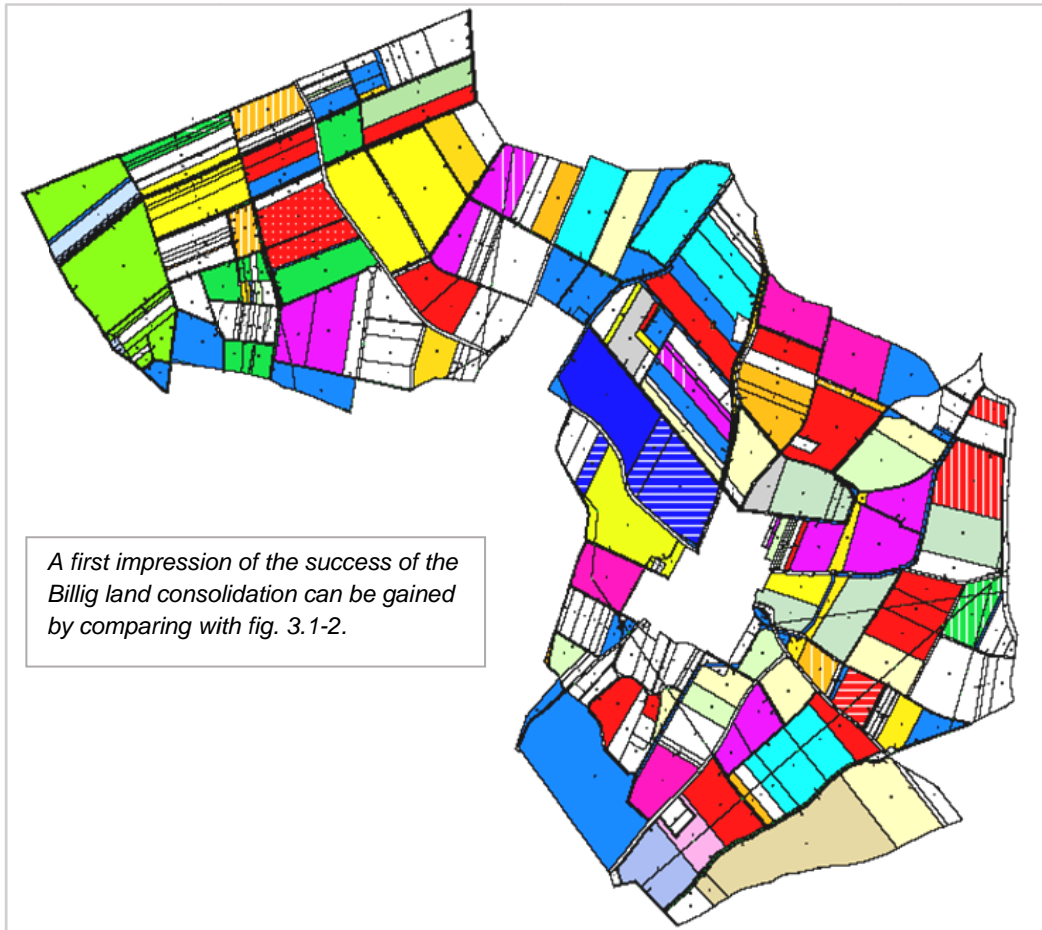 A first impression of the success of the
Billig land consolidation can be gained
by comparing with fig. 3.1-2.